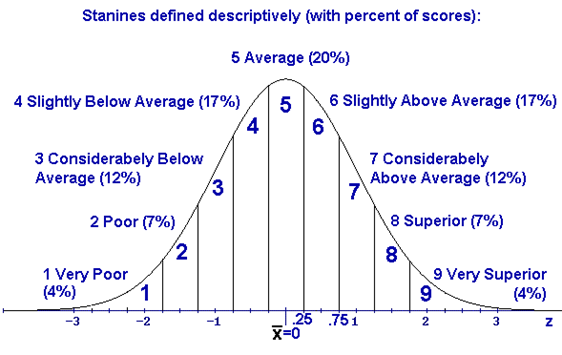 Stanines defined descriptively (with percent of scores):
5 Average (20%)
4 Slightly Below Average (17%)
6 Slightly Above Average (17%)
5
4
6
3 Considerabely Below
Average (12%)
7 Considerabely
Above Average (12%)
3
7
2 Poor (7%)
8 Superior (7%)
2
8
1 Very Poor
(4%)
9 Very Superior
(4%)
1
9
-3 -2 -1 .25 .75 1 2 3 z
x̅=0